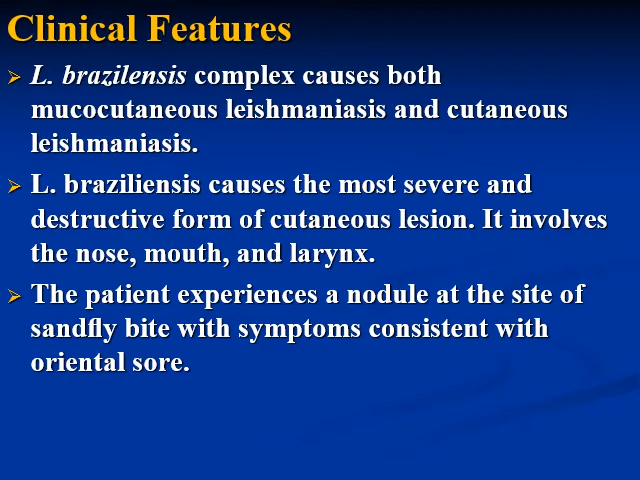 Clinical Features
L. brazilensis complex causes both
mucocutaneous leishmaniasis and cutaneous
leishmaniasis.
L. braziliensis causes the most severe and
destructive form of cutaneous lesion. It involves
the nose, mouth, and larynx.
The patient experiences a nodule at the site of
sandfly bite with symptoms consistent with
oriental sore.